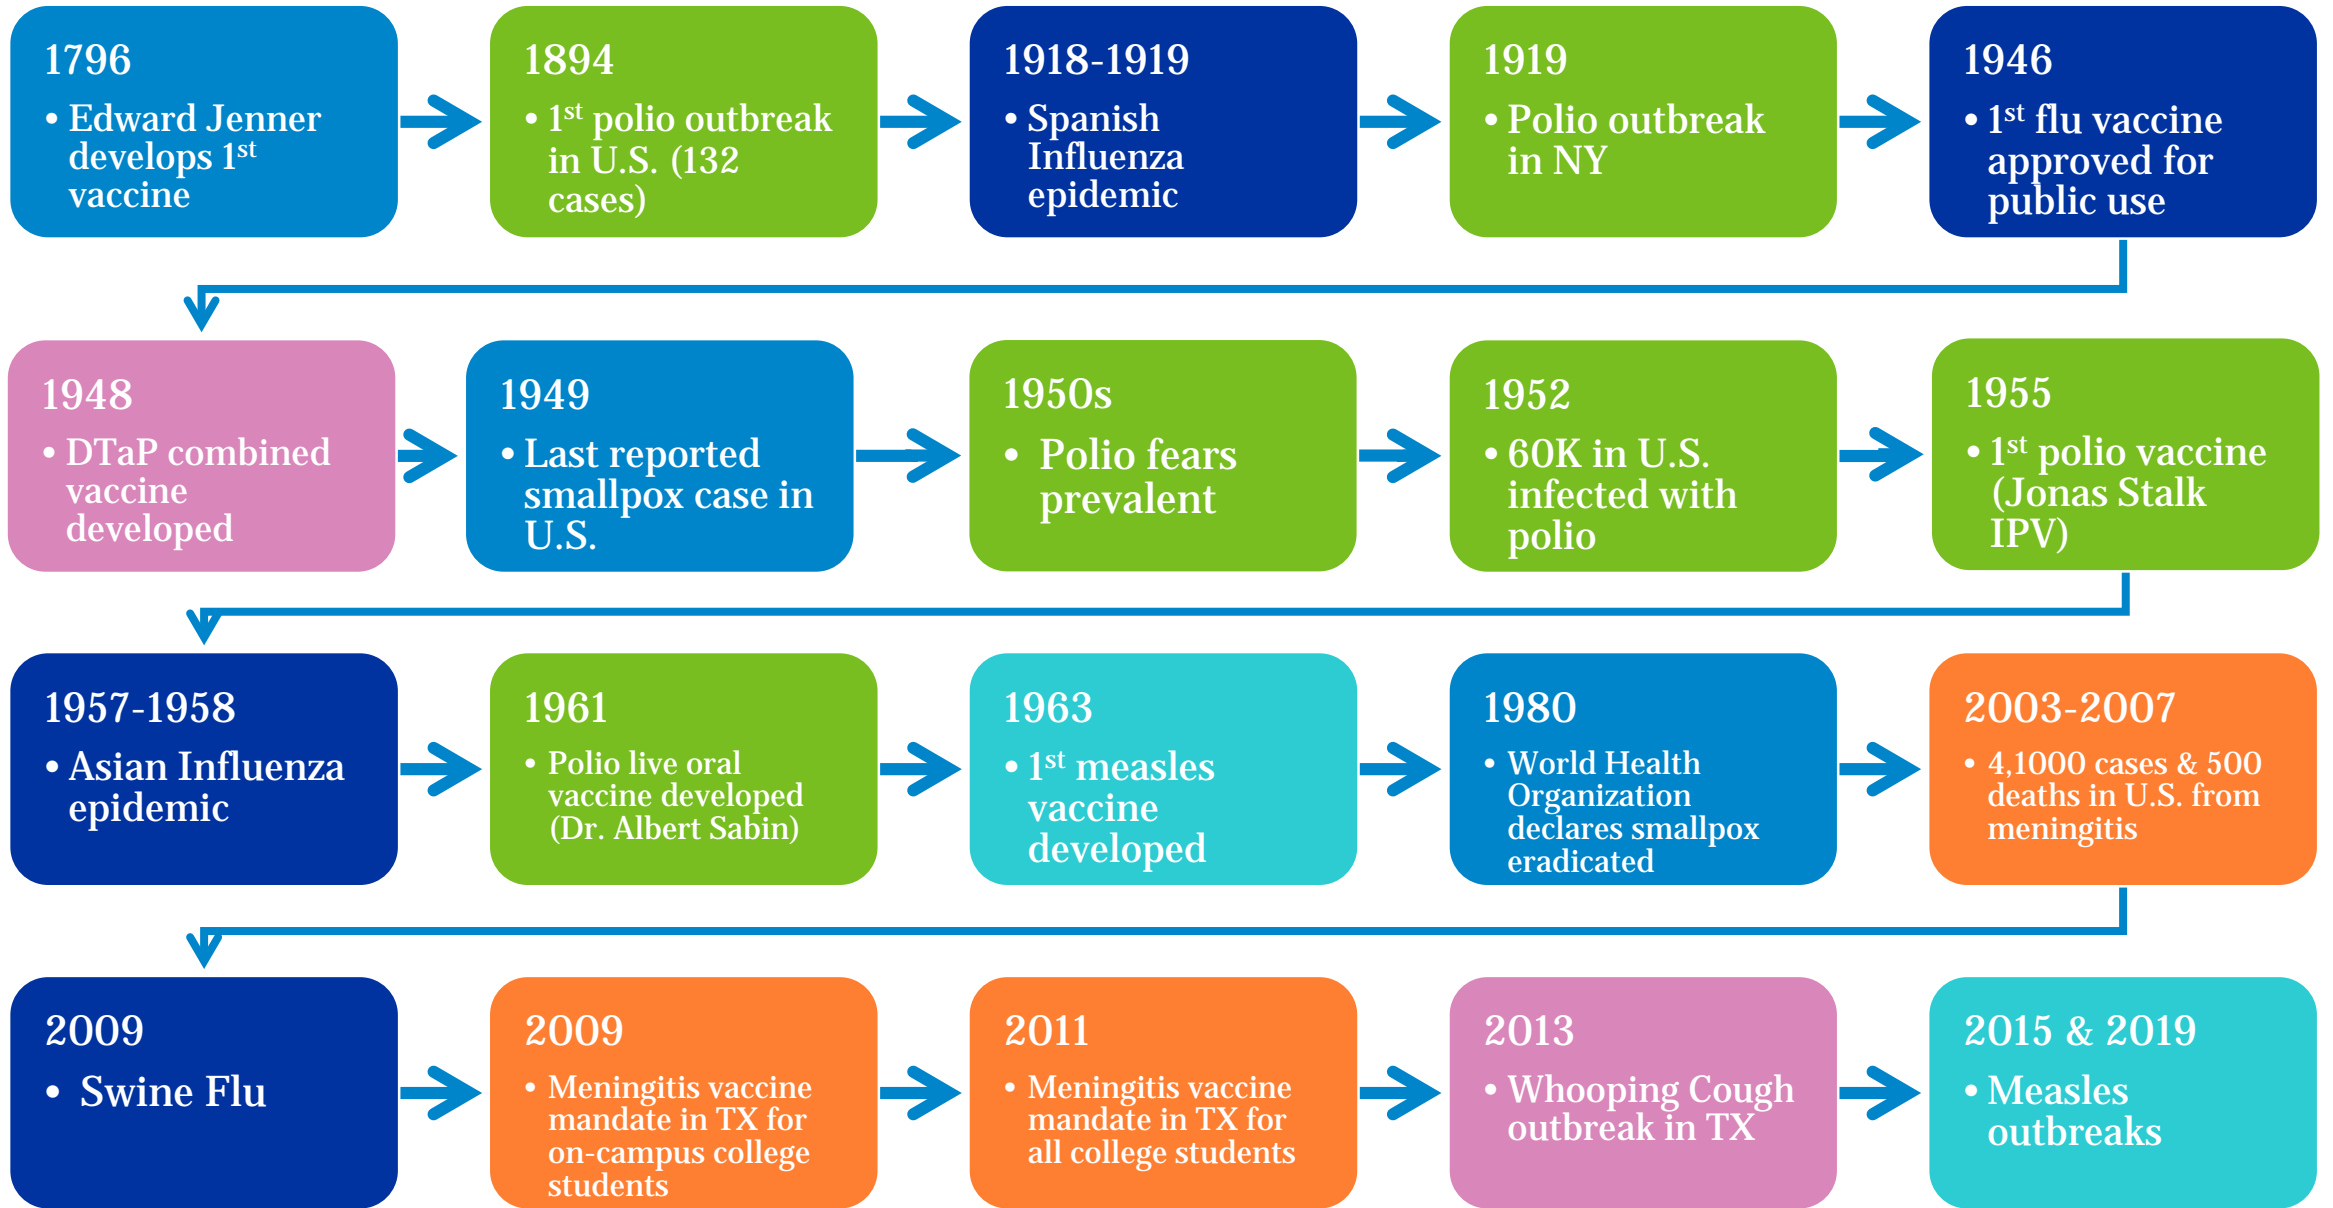 1796
• Edward Jenner
develops 1st
vaccine
1894
• 1st polio outbreak
in U.S. (132
cases)
1918-1919
• Spanish
Influenza
epidemic
1919
• Polio outbreak
in NY
1946
• 1st flu vaccine
approved for
public use
1948
• DTaP combined
vaccine
developed
1949
• Last reported
smallpox case in
U.S.
1950s
• Polio fears
prevalent
1952
• 60K in U.S.
infected with
polio
1955
• 1st polio vaccine
(Jonas Stalk
IPV)
1957-1958
• Asian Influenza
epidemic
1961
• Polio live oral
vaccine developed
(Dr. Albert Sabin)
1963
• 1st measles
vaccine
developed
1980
• World Health
Organization
declares smallpox
eradicated
2003-2007
• 4,1000 cases & 500
deaths in U.S. from
meningitis
2009
• Swine Flu
2009
• Meningitis vaccine
mandate in TX for
on-campus college
students
2011
• Meningitis vaccine
mandate in TX for
all college students
2013
• Whooping Cough
outbreak in TX
2015 & 2019
• Measles
outbreaks